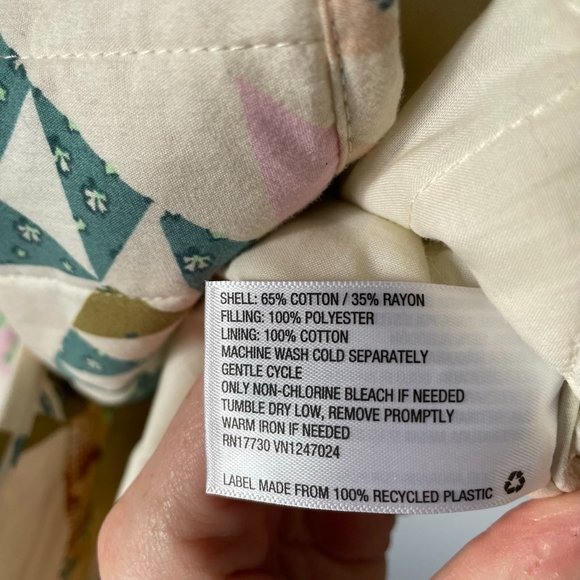 SHELL: 65% COTTON / 35% RAYON
FILLING: 100% POLYESTER
LINING: 100% COTTON
MACHINE WASH COLD SEPARATELY
GENTLE CYCLE
ONLY NON-CHLORINE BLEACH IF NEEDED
TUMBLE DRY LOW, REMOVE PROMPTLY
WARM IRON IF NEEDED
RN17730 VN1247024
LABEL MADE FROM 100% RECYCLED PLASTIC